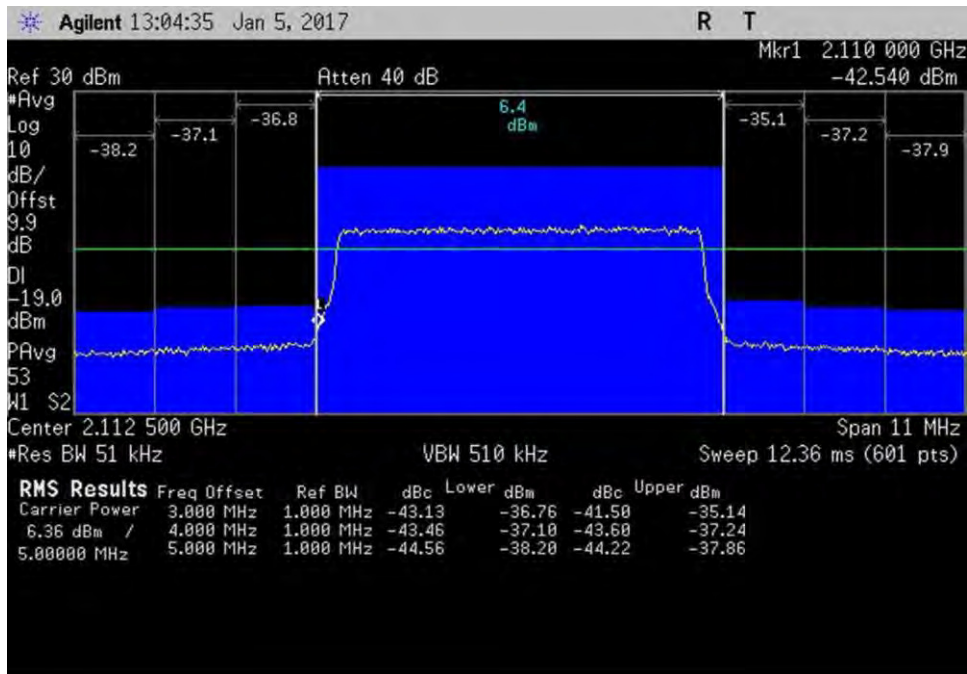 Agilent 13:04:35 Jan 5, 2017 R T
Mkr1 2.110 000 GHz
Ref 30 dBm Atten 40 dB -42.540 dBm
#Avg
Log
10
dB/
Offst
9.9
dB
DI
-19.0
dBm
PAvg
53
W1 S2
-38.2 -37.1 -36.8 6.4 dBm -35.1 -37.2 -37.9
1
Center 2.112 500 GHz Span 11 MHz
#Res BW 51 kHz VBW 510 kHz Sweep 12.36 ms (601 pts)
RMS Results Freq Offset Ref BW dBc Lower dBm dBc Upper dBm
Carrier Power 3.000 MHz 1.000 MHz -43.13 -36.76 -41.50 -35.14
6.36 dBm / 4.000 MHz 1.000 MHz -43.46 -37.10 -43.60 -37.24
5.00000 MHz 5.000 MHz 1.000 MHz -44.56 -38.20 -44.22 -37.86